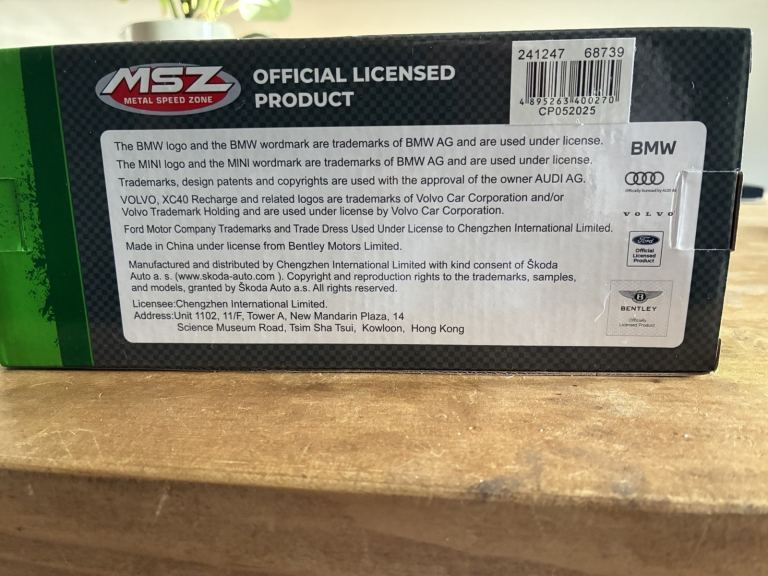 MSZ
METAL SPEED ZONE
OFFICIAL LICENSED
PRODUCT
241247 68739
4 895263 400270
CP052025
The BMW logo and the BMW wordmark are trademarks of BMW AG and are used under license.
The MINI logo and the MINI wordmark are trademarks of BMW AG and are used under license.
Trademarks, design patents and copyrights are used with the approval of the owner AUDI AG.
VOLVO, XC40 Recharge and related logos are trademarks of Volvo Car Corporation and/or
Volvo Trademark Holding and are used under license by Volvo Car Corporation.
Ford Motor Company Trademarks and Trade Dress Used Under License to Chengzhen International Limited.
Made in China under license from Bentley Motors Limited.
Manufactured and distributed by Chengzhen International Limited with kind consent of Škoda
Auto a. s. (www.skoda-auto.com ). Copyright and reproduction rights to the trademarks, samples,
and models, granted by Škoda Auto a.s. All rights reserved.
Licensee:Chengzhen International Limited.
Address:Unit 1102, 11/F, Tower A, New Mandarin Plaza, 14
Science Museum Road, Tsim Sha Tsui, Kowloon, Hong Kong
BMW
Officially licensed by AUDI
VOLVO
Ford
Official
Licensed
Product
B
BENTLEY
Officially
Licensed Product